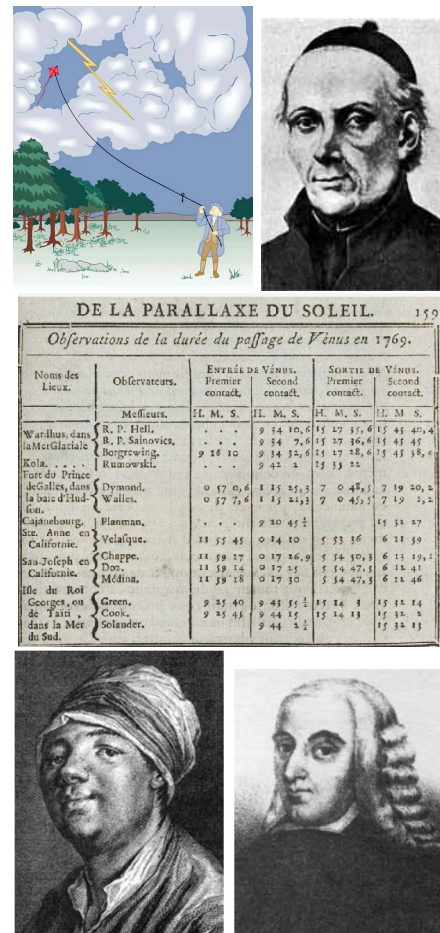 DE LA PARALLAXE DU SOLEIL. 159
Obſervations de la durée du paſſage de Vénus en 1769.
Noms des Lieux. Obſervateurs. ENTRÉE DE VÉNUS. SORTIE DE VÉNUS.
Premier contact. Second contact. Premier contact. Second contact.
Meſſieurs. H. M. S. H. M. S. H. M. S. H. M. S.
Wardhus, dans R. P. Hell. . . . 9 34 10,6 15 27 35,6 15 45 40,4
la Mer Glaciale R. P. Sainovics. . . . 9 34 7,6 15 27 36,6 15 45 45
Borgrewing. 9 16 10 9 34 32,6 15 27 28,6 15 45 38,4
Kola. . . . . Rumowski. . . . 9 42 2 15 33 22
Fort du Prince
de Galles, dans Dymond. 0 57 0,6 1 15 25,3 7 0 48,5 7 19 20,2
la baie d'Hud- Walles. 0 57 7,6 1 15 21,3 7 0 45,5 7 19 1,2
ſon.
Cajanebourg. Planman. . . . 9 20 45½ 15 32 27
Ste. Anne en
Californie. Velaſque. 11 55 45 0 14 10 5 53 36 6 11 59
San-Joſeph en Chappe. 11 59 17 0 17 26,9 5 54 50,3 6 13 19,1
Californie. Doz. 11 59 14 0 17 25 5 54 47,5 6 12 41
Médina. 11 59 18 0 17 30 5 54 47,5 6 12 46
Iſle du Roi
Georges, ou Green. 9 25 40 9 43 55½ 15 14 3 15 32 14
de Taïti, Cook. 9 25 45 9 44 15 15 14 13 15 32 2
dans la Mer Solander. 9 44 2½ 15 32 13
du Sud.